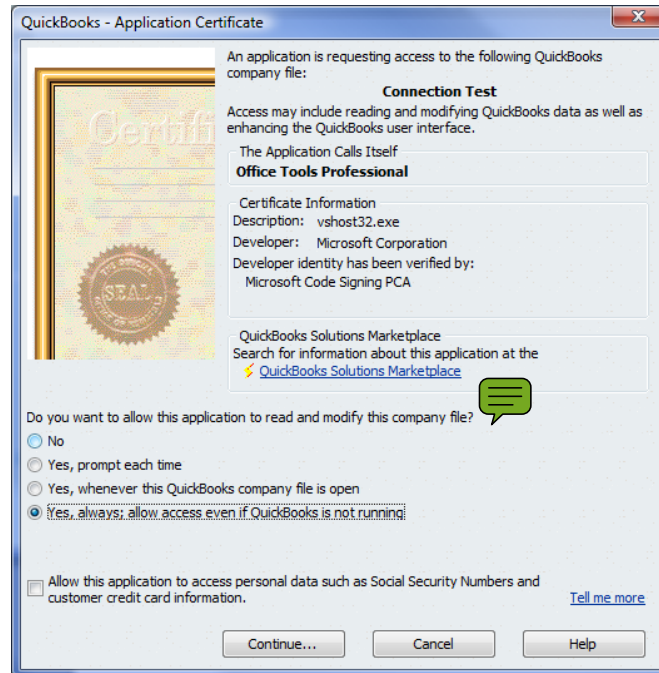 QuickBooks - Application Certificate
An application is requesting access to the following QuickBooks
company file:
Connection Test
Access may include reading and modifying QuickBooks data as well as
enhancing the QuickBooks user interface.
The Application Calls Itself
Office Tools Professional
Certificate Information
Description: vshost32.exe
Developer: Microsoft Corporation
Developer identity has been verified by:
Microsoft Code Signing PCA
QuickBooks Solutions Marketplace
Search for information about this application at the
QuickBooks Solutions Marketplace
Do you want to allow this application to read and modify this company file?
No
Yes, prompt each time
Yes, whenever this QuickBooks company file is open
Yes, always; allow access even if QuickBooks is not running
Allow this application to access personal data such as Social Security Numbers and
customer credit card information.
Tell me more
Continue...
Cancel
Help
Certifi
SEAL